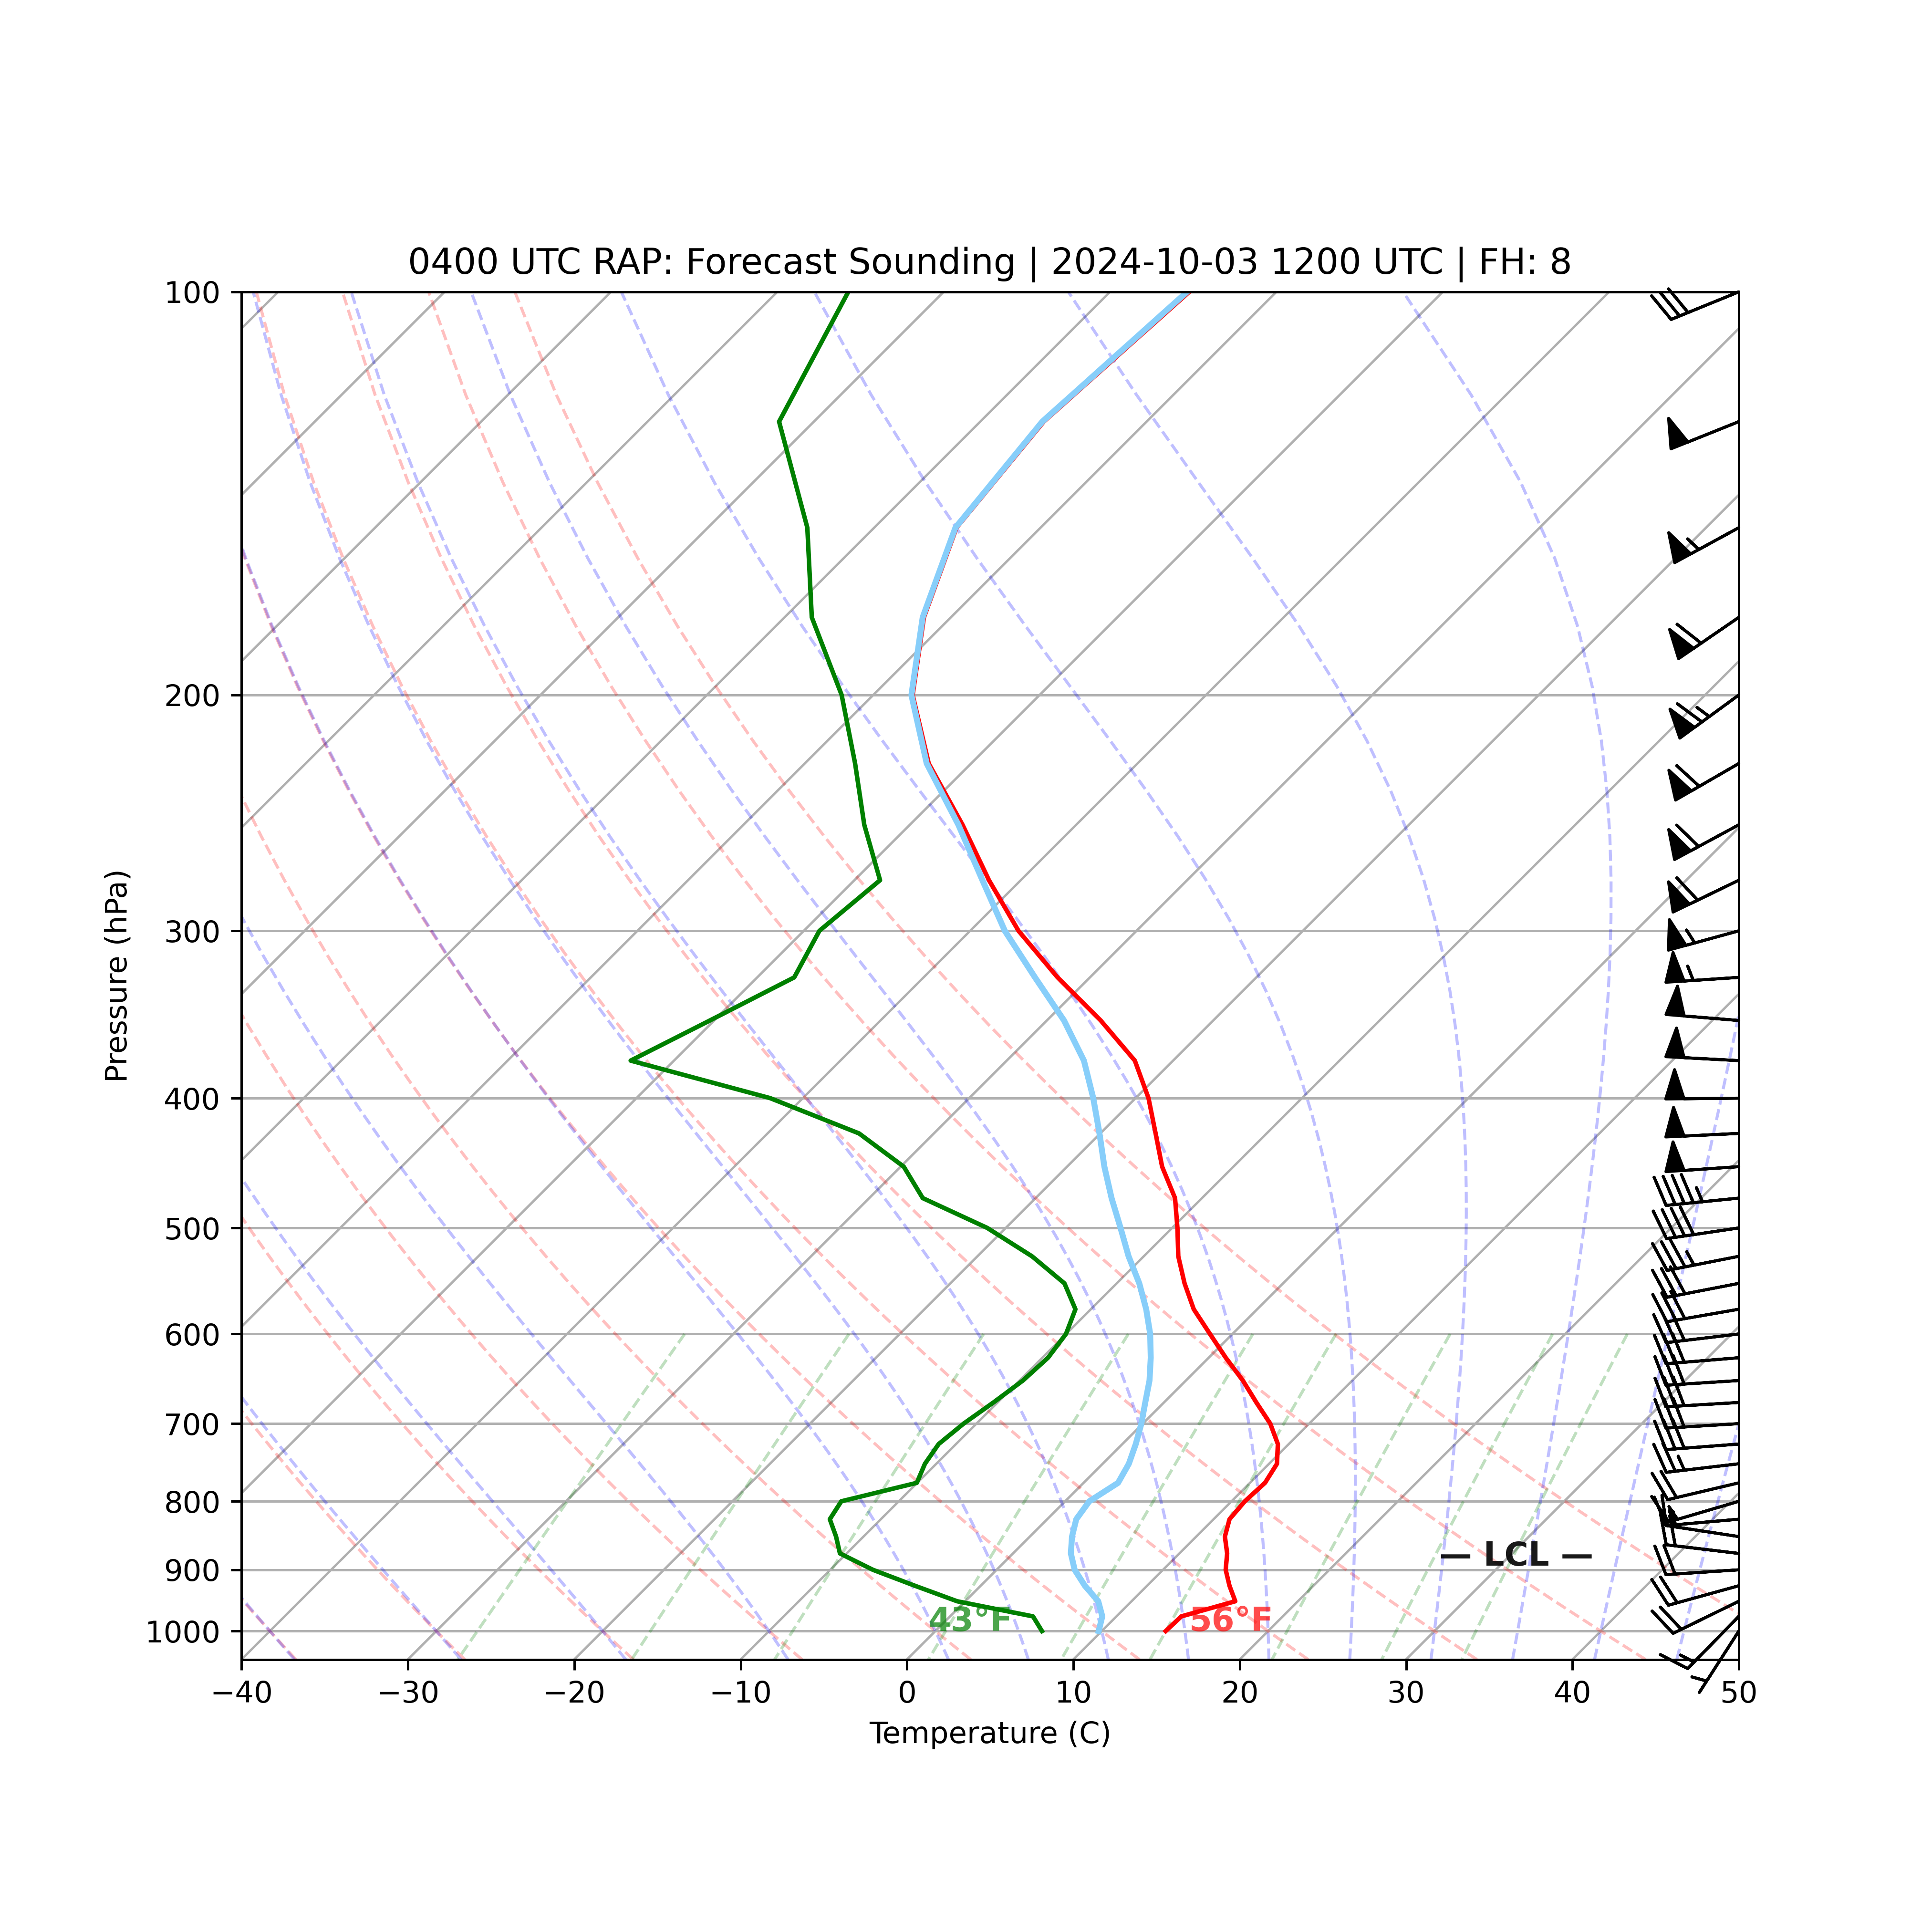 0400 UTC RAP: Forecast Sounding | 2024-10-03 1200 UTC | FH: 8
100
200
300
400
500
600
700
800
900
1000
Pressure (hPa)
— LCL —
43°F
56°F
−40 −30 −20 −10 0 10 20 30 40 50
Temperature (C)